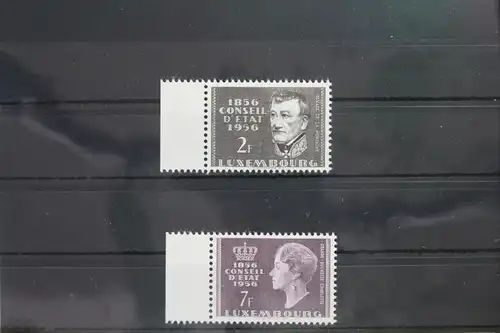 1856
CONSEIL
D'ETAT
1956
2F
LUXEMBOURG
1856
CONSEIL
D'ETAT
1956
7F
LUXEMBOURG